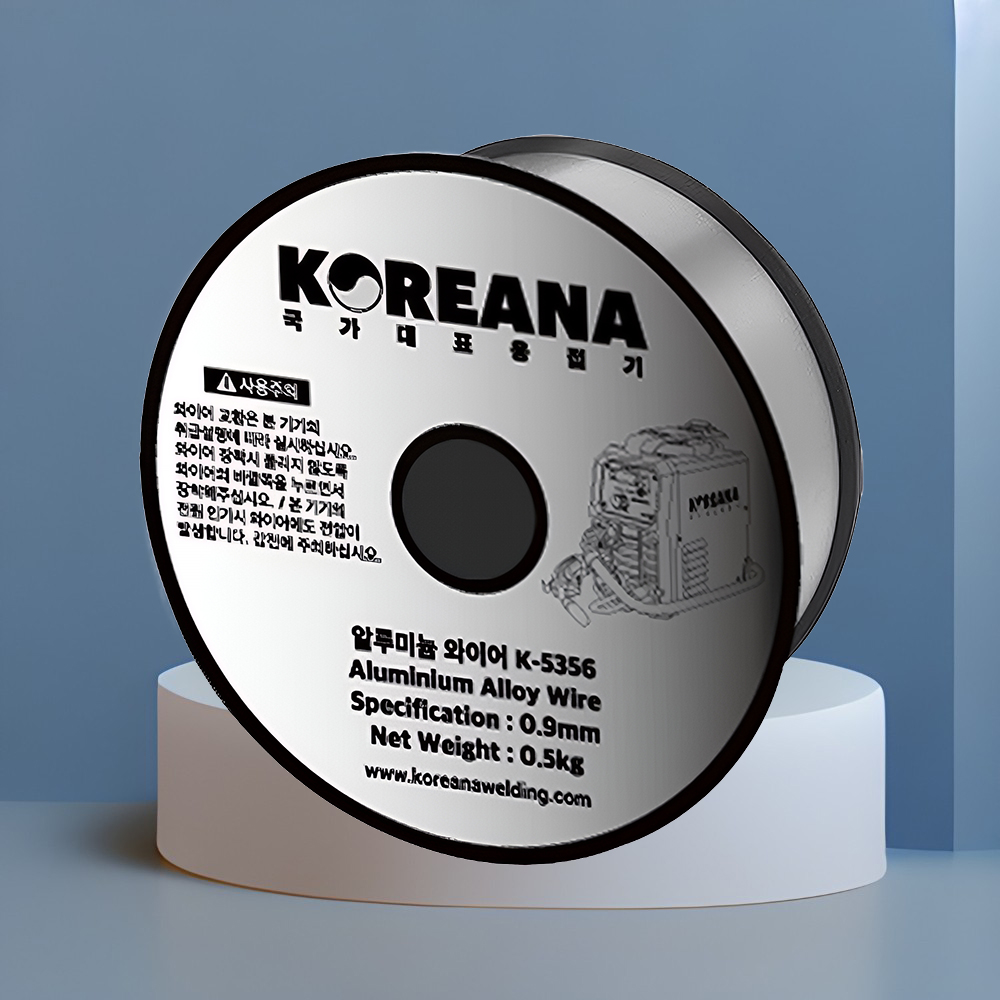 KOREANA
국가대표용접기
사용주의
와이어 교환은 본 기기의
취급설명에 따라 실시하십시오.
와이어 장착시 풀리지 않도록
와이어의 바깥쪽을 누르면서
장착해주십시오. / 본 기기의
전원 인가시 와이어에도 전압이
발생합니다. 감전에 주의하십시오.
KOREANA
알루미늄 와이어 K-5356
Aluminium Alloy Wire
Specification : 0.9mm
Net Weight : 0.5kg
www.koreanawelding.com